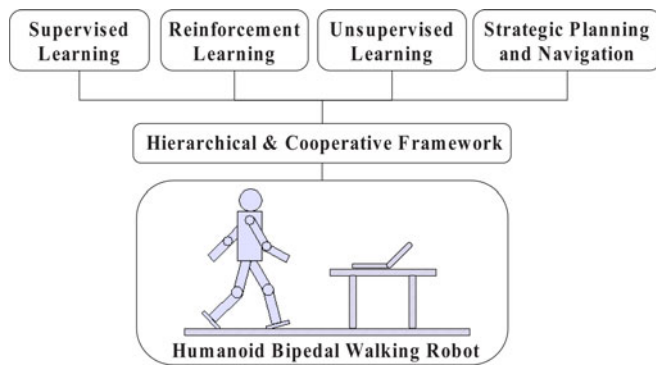 Supervised
Learning
Reinforcement
Learning
Unsupervised
Learning
Strategic Planning
and Navigation
Hierarchical & Cooperative Framework
Humanoid Bipedal Walking Robot